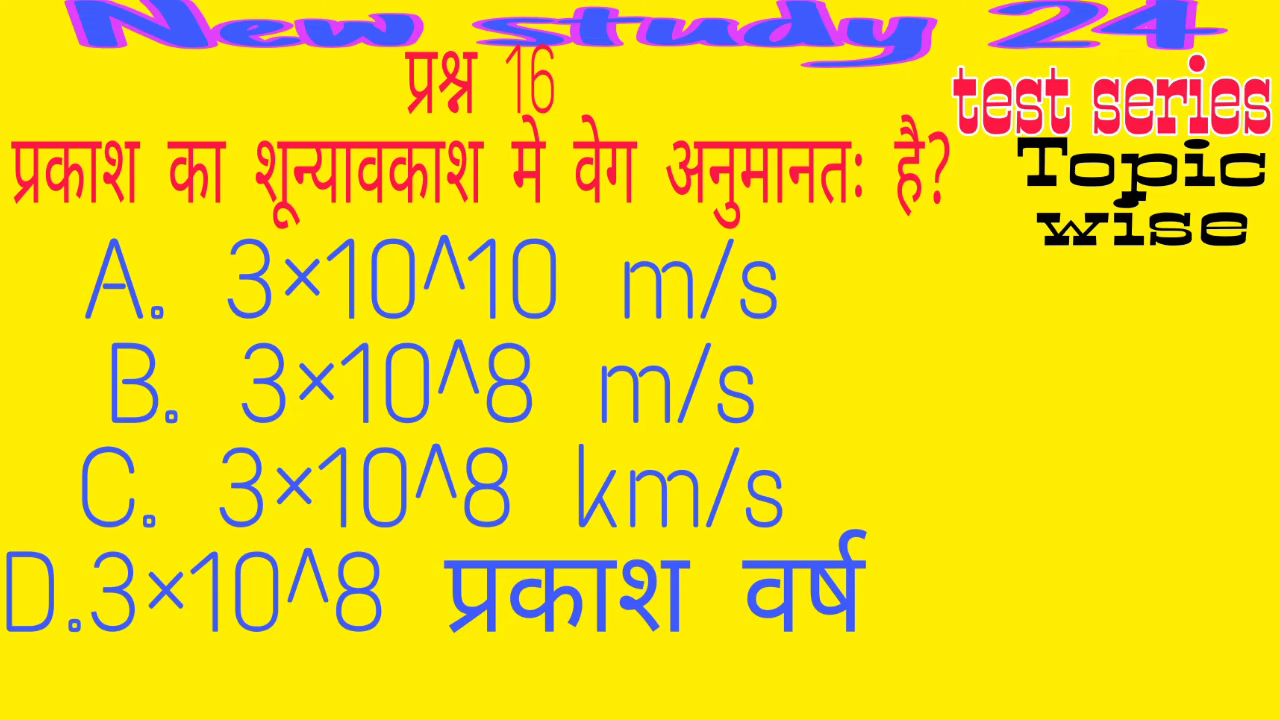 New study 24
प्रश्न 16
test series
प्रकाश का शून्यावकाश मे वेग अनुमानतः है?
Topic
wise
A. 3×10^10 m/s
B. 3×10^8 m/s
C. 3×10^8 km/s
D.3×10^8 प्रकाश वर्ष